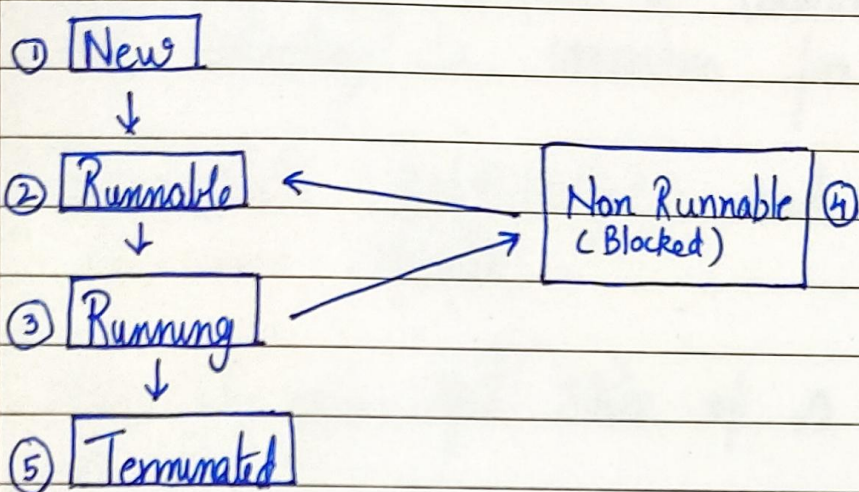 ① New
② Runnable
Non Runnable ④
(Blocked)
③ Running
⑤ Terminated